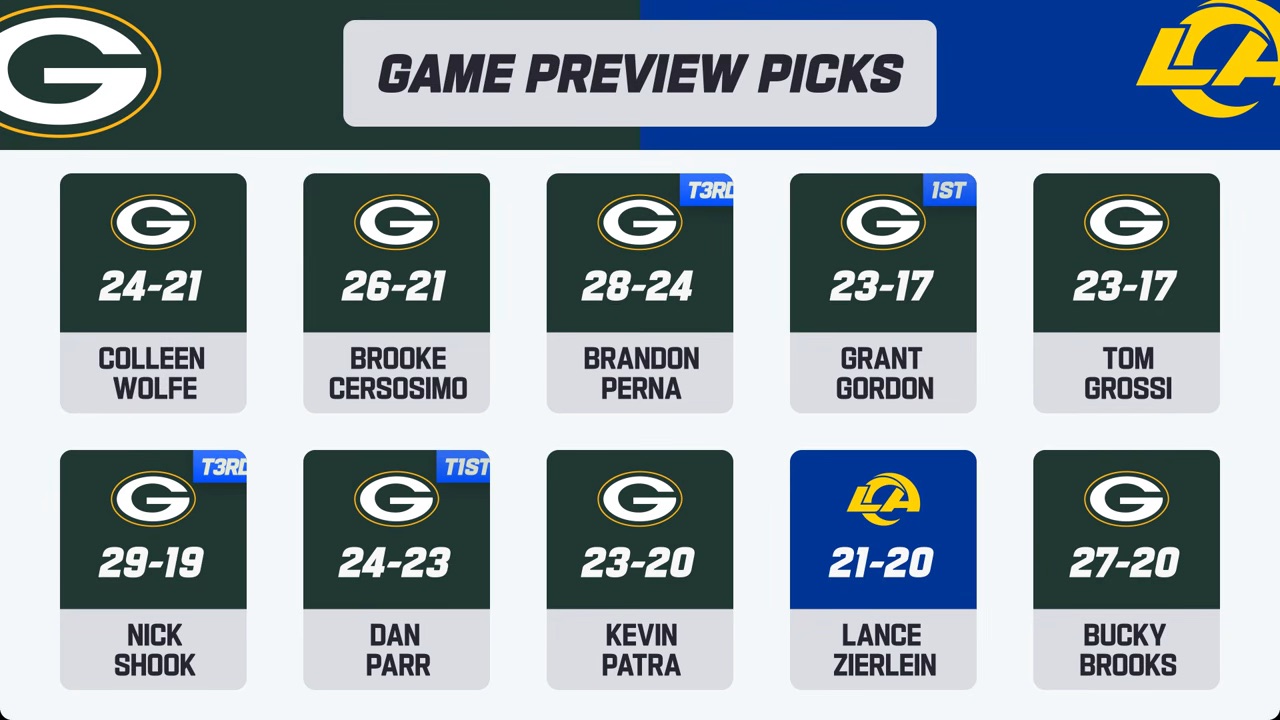 G
LA
GAME PREVIEW PICKS
G
24-21
COLLEEN
WOLFE
G
26-21
BROOKE
CERSOSIMO
T3RD
G
28-24
BRANDON
PERNA
1ST
G
23-17
GRANT
GORDON
G
23-17
TOM
GROSSI
T3RD
G
29-19
NICK
SHOOK
T1ST
G
24-23
DAN
PARR
G
23-20
KEVIN
PATRA
LA
21-20
LANCE
ZIERLEIN
G
27-20
BUCKY
BROOKS